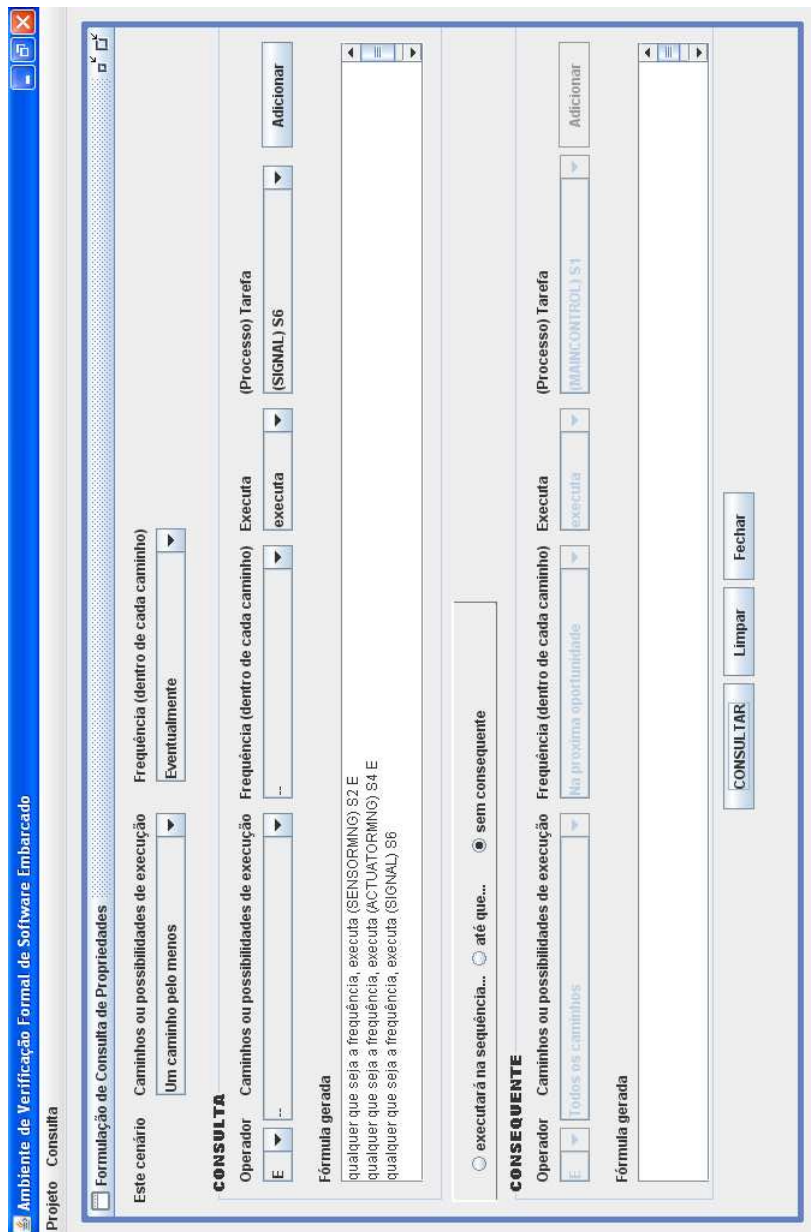 Ambiente de Verificação Formal de Software Embarcado
Projeto Consulta
Formulação de Consulta de Propriedades
Este cenário Caminhos ou possibilidades de execução Frequência (dentro de cada caminho)
Um caminho pelo menos Eventualmente
CONSULTA
Operador Caminhos ou possibilidades de execução Frequência (dentro de cada caminho) Executa (Processo) Tarefa
E -- -- executa (SIGNAL) S6 Adicionar
Fórmula gerada
qualquer que seja a frequência, executa (SENSORMNG) S2 E
qualquer que seja a frequência, executa (ACTUATORMNG) S4 E
qualquer que seja a frequência, executa (SIGNAL) S6
executará na sequência... até que... sem consequente
CONSEQUENTE
Operador Caminhos ou possibilidades de execução Frequência (dentro de cada caminho) Executa (Processo) Tarefa
E Todos os caminhos Na proxima oportunidade executa (MAINCONTROL) S1 Adicionar
Fórmula gerada
CONSULTAR Limpar Fechar